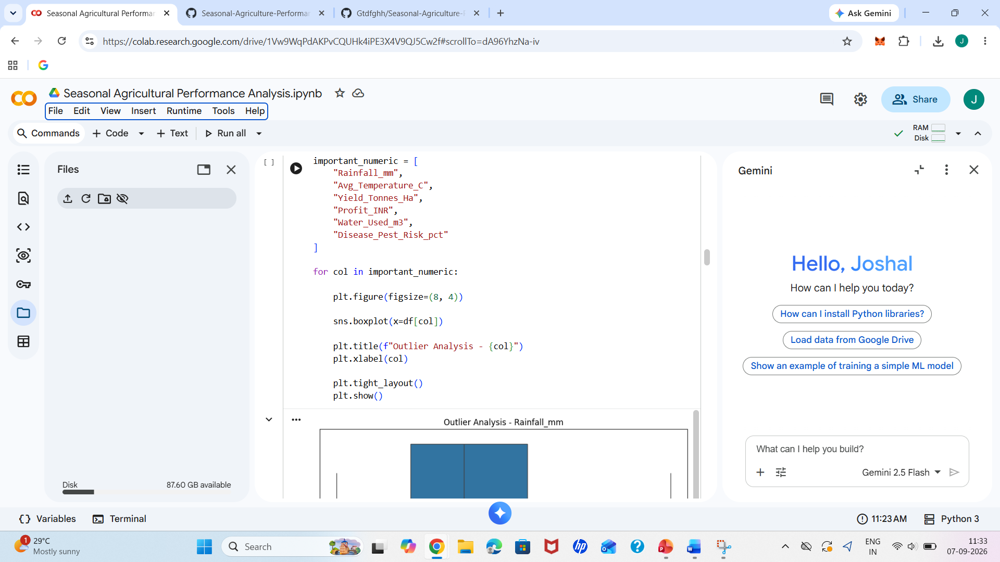 Seasonal Agricultural Performar
Seasonal-Agriculture-Performar
Gtdfghh/Seasonal-Agriculture-F
Ask Gemini
https://colab.research.google.com/drive/1Vw9WqPdAKPvCQUHk4iPE3X4V9QJ5Cw2f#scrollTo=dA96YhzNa-iv
J
Seasonal Agricultural Performance Analysis.ipynb
File Edit View Insert Runtime Tools Help
Share
J
Commands
Code
Text
Run all
RAM
Disk
Files
Disk
87.60 GB available
[ ]
important_numeric = [
"Rainfall_mm",
"Avg_Temperature_C",
"Yield_Tonnes_Ha",
"Profit_INR",
"Water_Used_m3",
"Disease_Pest_Risk_pct"
]
for col in important_numeric:
plt.figure(figsize=(8, 4))
sns.boxplot(x=df[col])
plt.title(f"Outlier Analysis - {col}")
plt.xlabel(col)
plt.tight_layout()
plt.show()
Outlier Analysis - Rainfall_mm
Gemini
Hello, Joshal
How can I help you today?
How can I install Python libraries?
Load data from Google Drive
Show an example of training a simple ML model
What can I help you build?
Gemini 2.5 Flash
Variables
Terminal
11:23 AM
Python 3
1
29°C
Mostly sunny
Search
ENG
IN
11:33
07-09-2026